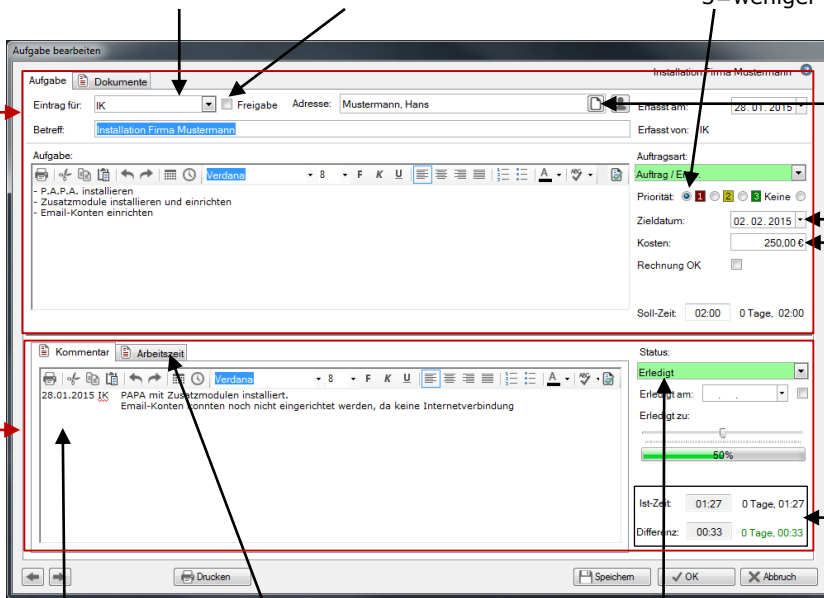 3=weniger
Aufgabe bearbeiten
Aufgabe Dokumente Installation Firma Mustermann
Eintrag für: IK Freigabe Adresse: Mustermann, Hans Erfasst am: 28.01.2015
Betreff: Installation Firma Mustermann Erfasst von: IK
Aufgabe: Auftragsart:
Verdana 8 F K U A ABC Auftrag /
- P.A.P.A. installieren
- Zusatzmodule installieren und einrichten
- Email-Konten einrichten
Priorität: 1 2 3 Keine
Zieldatum: 02.02.2015
Kosten: 250,00 €
Rechnung OK
Soll-Zeit: 02:00 0 Tage, 02:00
Kommentar Arbeitszeit Status:
Verdana 8 F K U A ABC Erledigt
28.01.2015 IK PAPA mit Zusatzmodulen installiert.
Email-Konten konnten noch nicht eingerichtet werden, da keine Internetverbindung
Erledigt am: . .
Erledigt zu:
50%
Ist-Zeit: 01:27 0 Tage, 01:27
Differenz: 00:33 0 Tage, 00:33
Drucken Speichern OK Abbruch